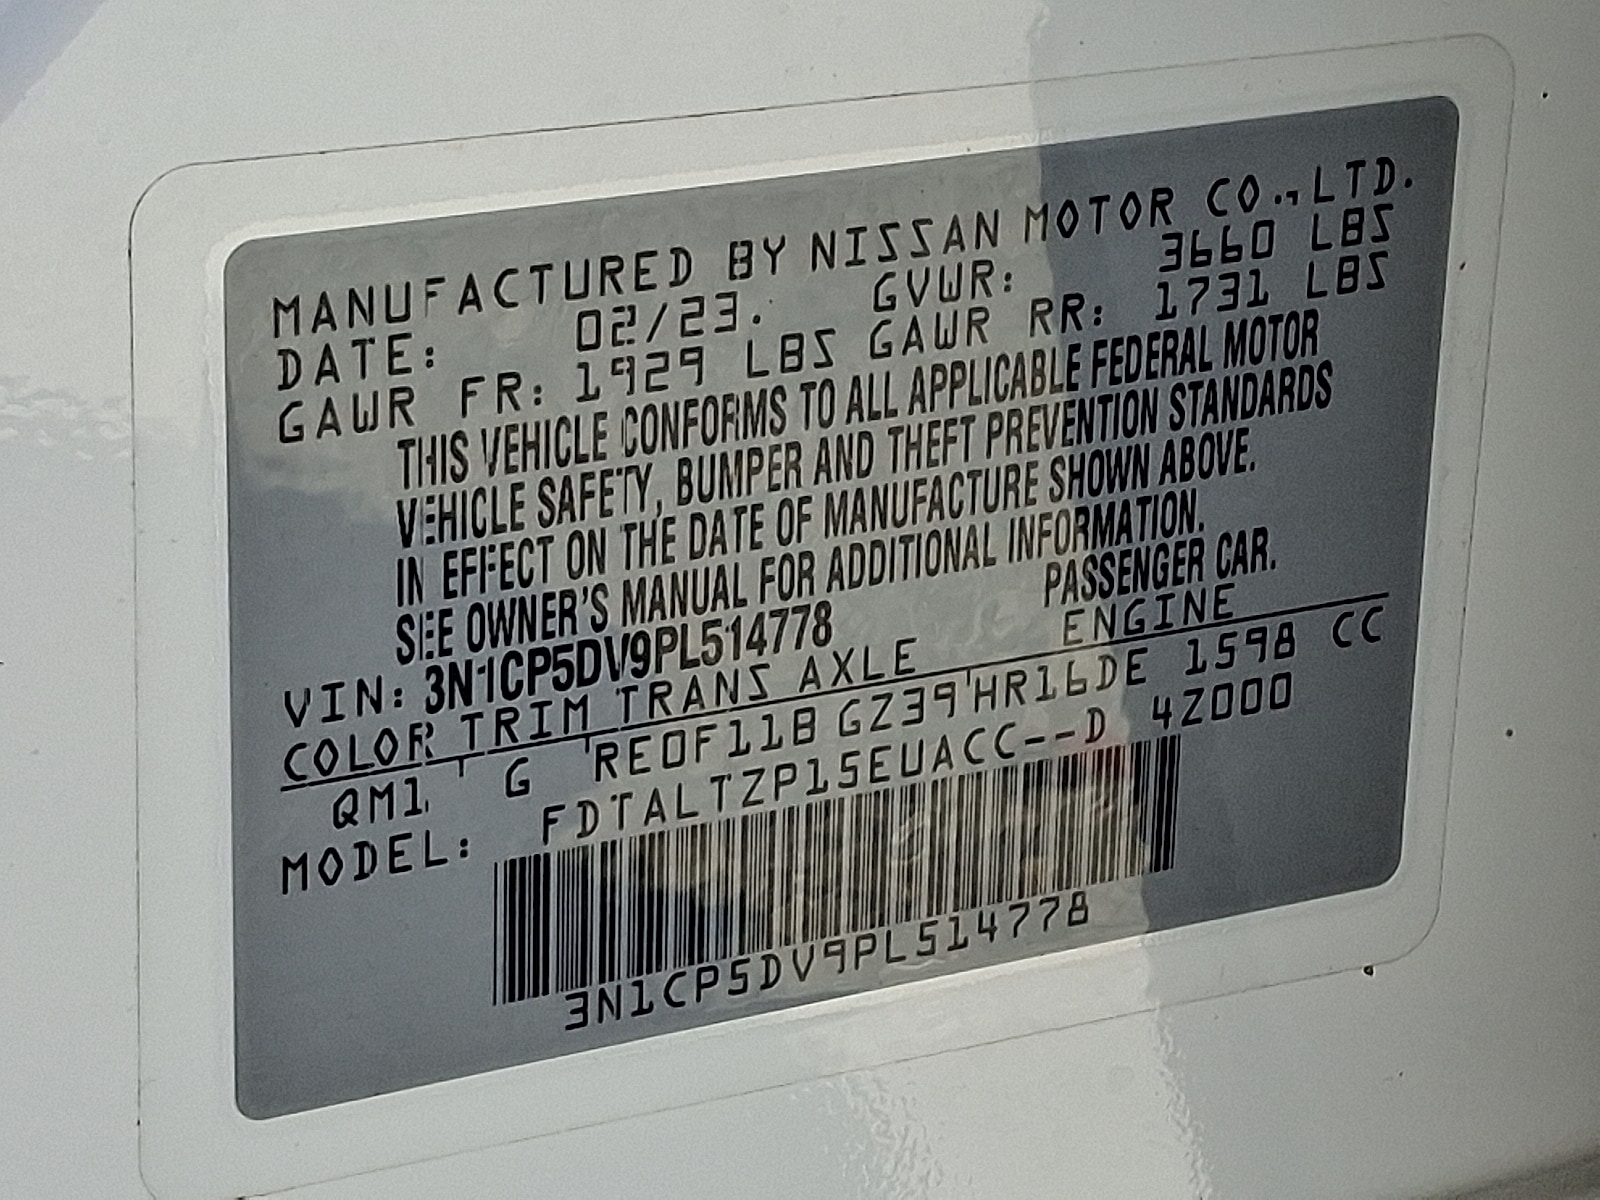 MANUFACTURED BY NISSAN MOTOR CO.,LTD.
DATE: 02/23. GVWR: 3660 LBS
GAWR FR: 1929 LBS GAWR RR: 1731 LBS
THIS VEHICLE CONFORMS TO ALL APPLICABLE FEDERAL MOTOR
VEHICLE SAFETY, BUMPER AND THEFT PREVENTION STANDARDS
IN EFFECT ON THE DATE OF MANUFACTURE SHOWN ABOVE.
SEE OWNER'S MANUAL FOR ADDITIONAL INFORMATION.
VIN: 3N1CP5DV9PL514778 PASSENGER CAR.
COLOR TRIM TRANS AXLE ENGINE
QM1 G RE0F11B GZ39 HR16DE 1598 CC
MODEL: FDTALTZP15EUACC--D 4Z000
3N1CP5DV9PL514778